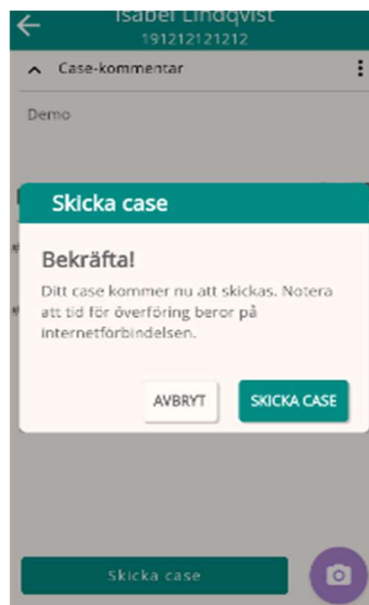 Isabel Lindqvist
191212121212
Case-kommentar
Demo
Skicka case
Bekräfta!
Ditt case kommer nu att skickas. Notera
att tid för överföring beror på
internetförbindelsen.
AVBRYT
SKICKA CASE
Skicka case